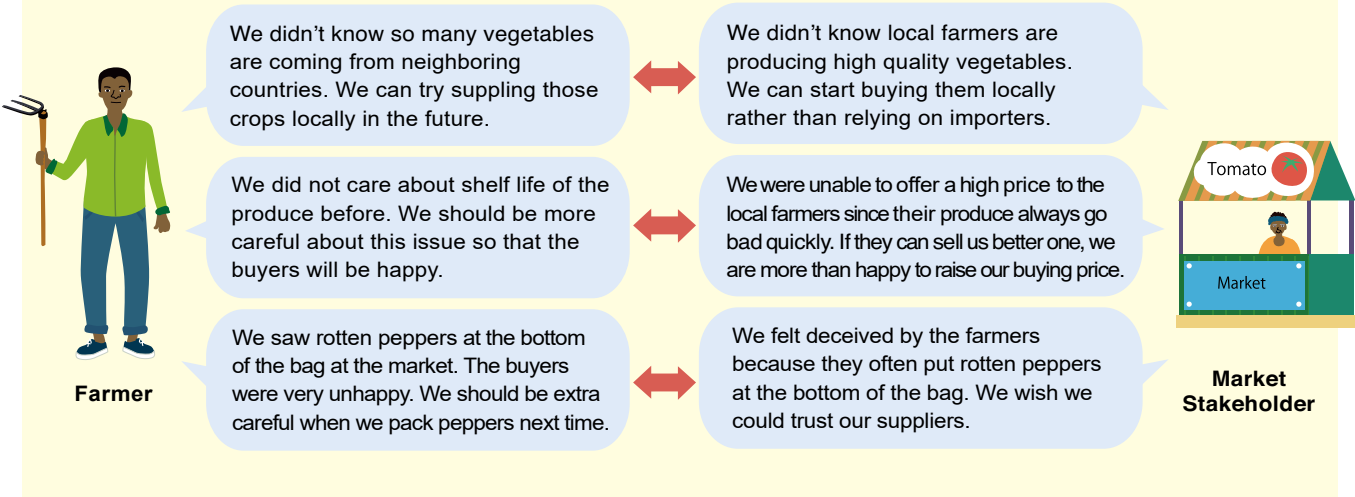 We didn't know so many vegetables
are coming from neighboring
countries. We can try suppling those
crops locally in the future.
We didn't know local farmers are
producing high quality vegetables.
We can start buying them locally
rather than relying on importers.
We did not care about shelf life of the
produce before. We should be more
careful about this issue so that the
buyers will be happy.
We were unable to offer a high price to the
local farmers since their produce always go
bad quickly. If they can sell us better one, we
are more than happy to raise our buying price.
We saw rotten peppers at the bottom
of the bag at the market. The buyers
were very unhappy. We should be extra
careful when we pack peppers next time.
We felt deceived by the farmers
because they often put rotten peppers
at the bottom of the bag. We wish we
could trust our suppliers.
Farmer
Tomato
Market
Market
Stakeholder